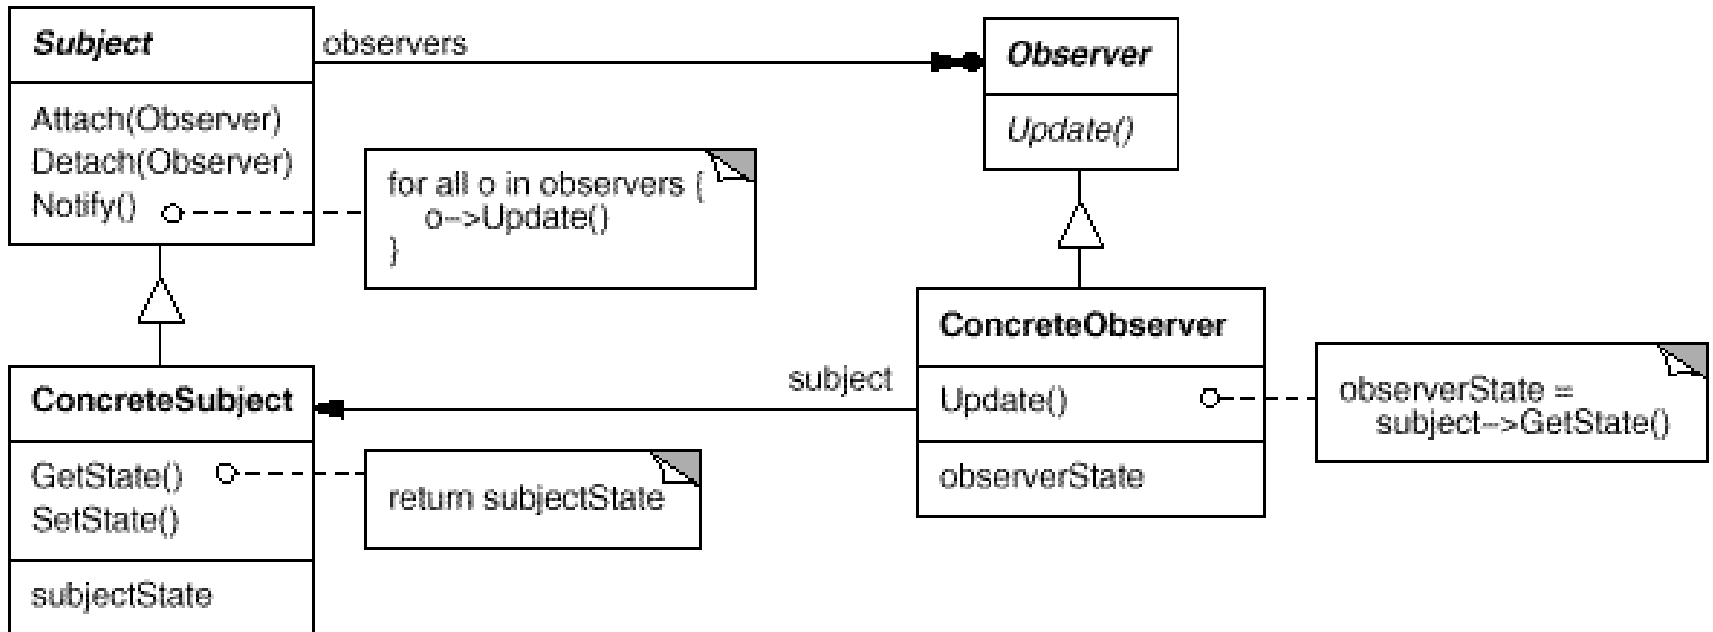 Subject
Attach(Observer)
Detach(Observer)
Notify()
observers
for all o in observers {
o->Update()
}
Observer
Update()
ConcreteSubject
GetState()
SetState()
subjectState
return subjectState
subject
ConcreteObserver
Update()
observerState
observerState =
subject->GetState()